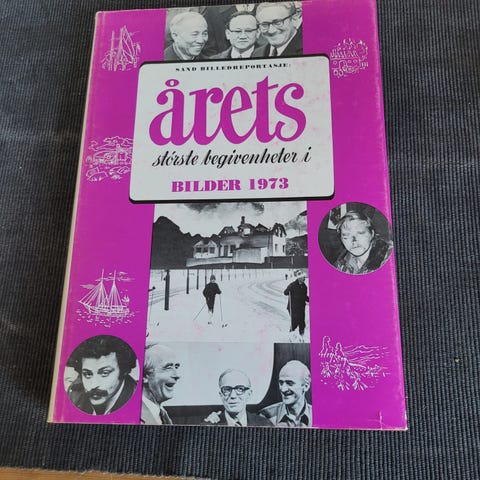 SAND BILLEDREPORTASJE:
årets
største begivenheter i
BILDER 1973